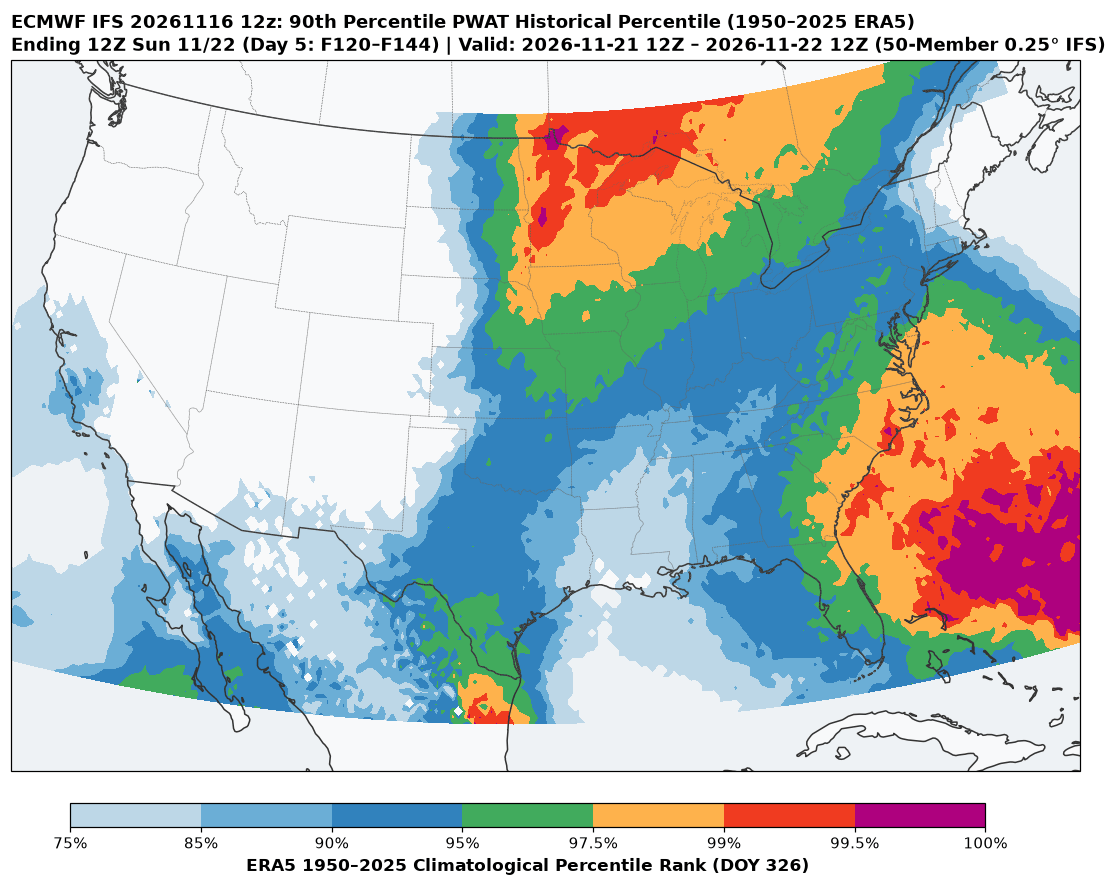 ECMWF IFS 20261116 12z: 90th Percentile PWAT Historical Percentile (1950–2025 ERA5)
Ending 12Z Sun 11/22 (Day 5: F120–F144) | Valid: 2026-11-21 12Z – 2026-11-22 12Z (50-Member 0.25° IFS)
75% 85% 90% 95% 97.5% 99% 99.5% 100%
ERA5 1950–2025 Climatological Percentile Rank (DOY 326)